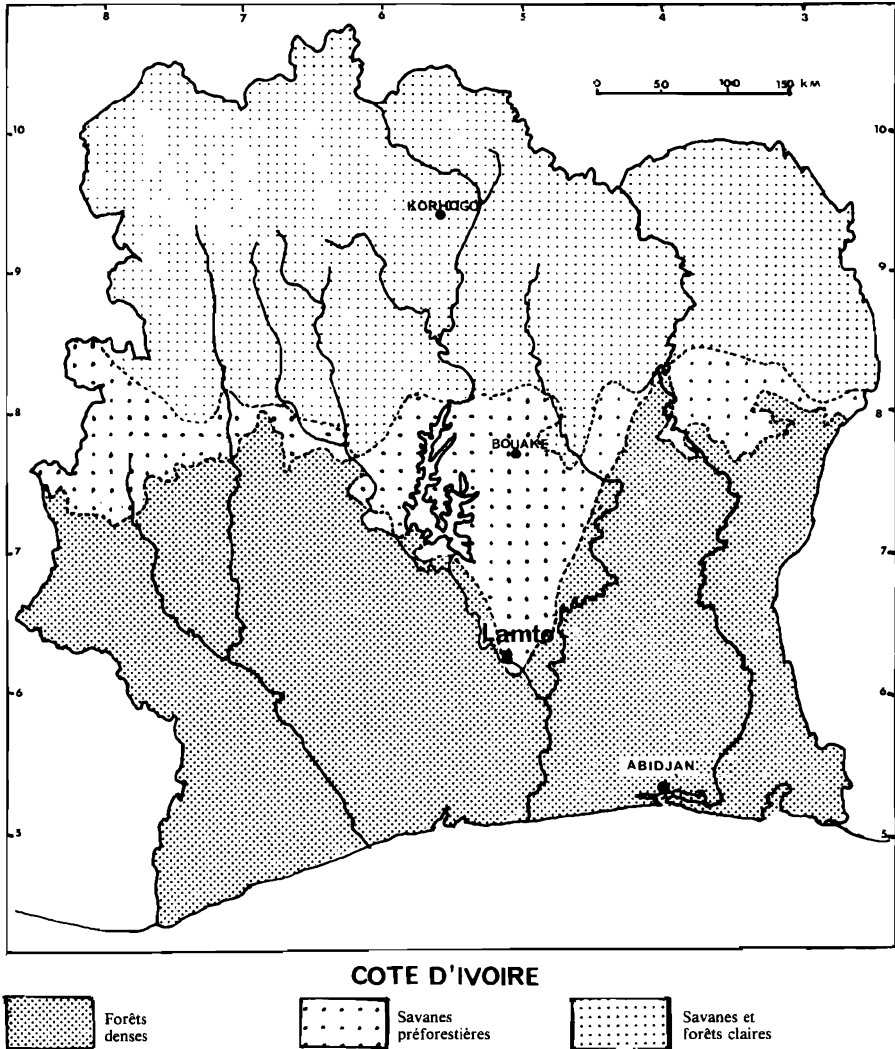 8 7 6 5 4 3
0 50 100 150 KM
10 10
KORHOGO
9 9
8 8
BOUAKE
7 7
Lamto
6 6
ABIDJAN
5 5
COTE D'IVOIRE
Forêts
denses
Savanes
préforestières
Savanes et
forêts claires